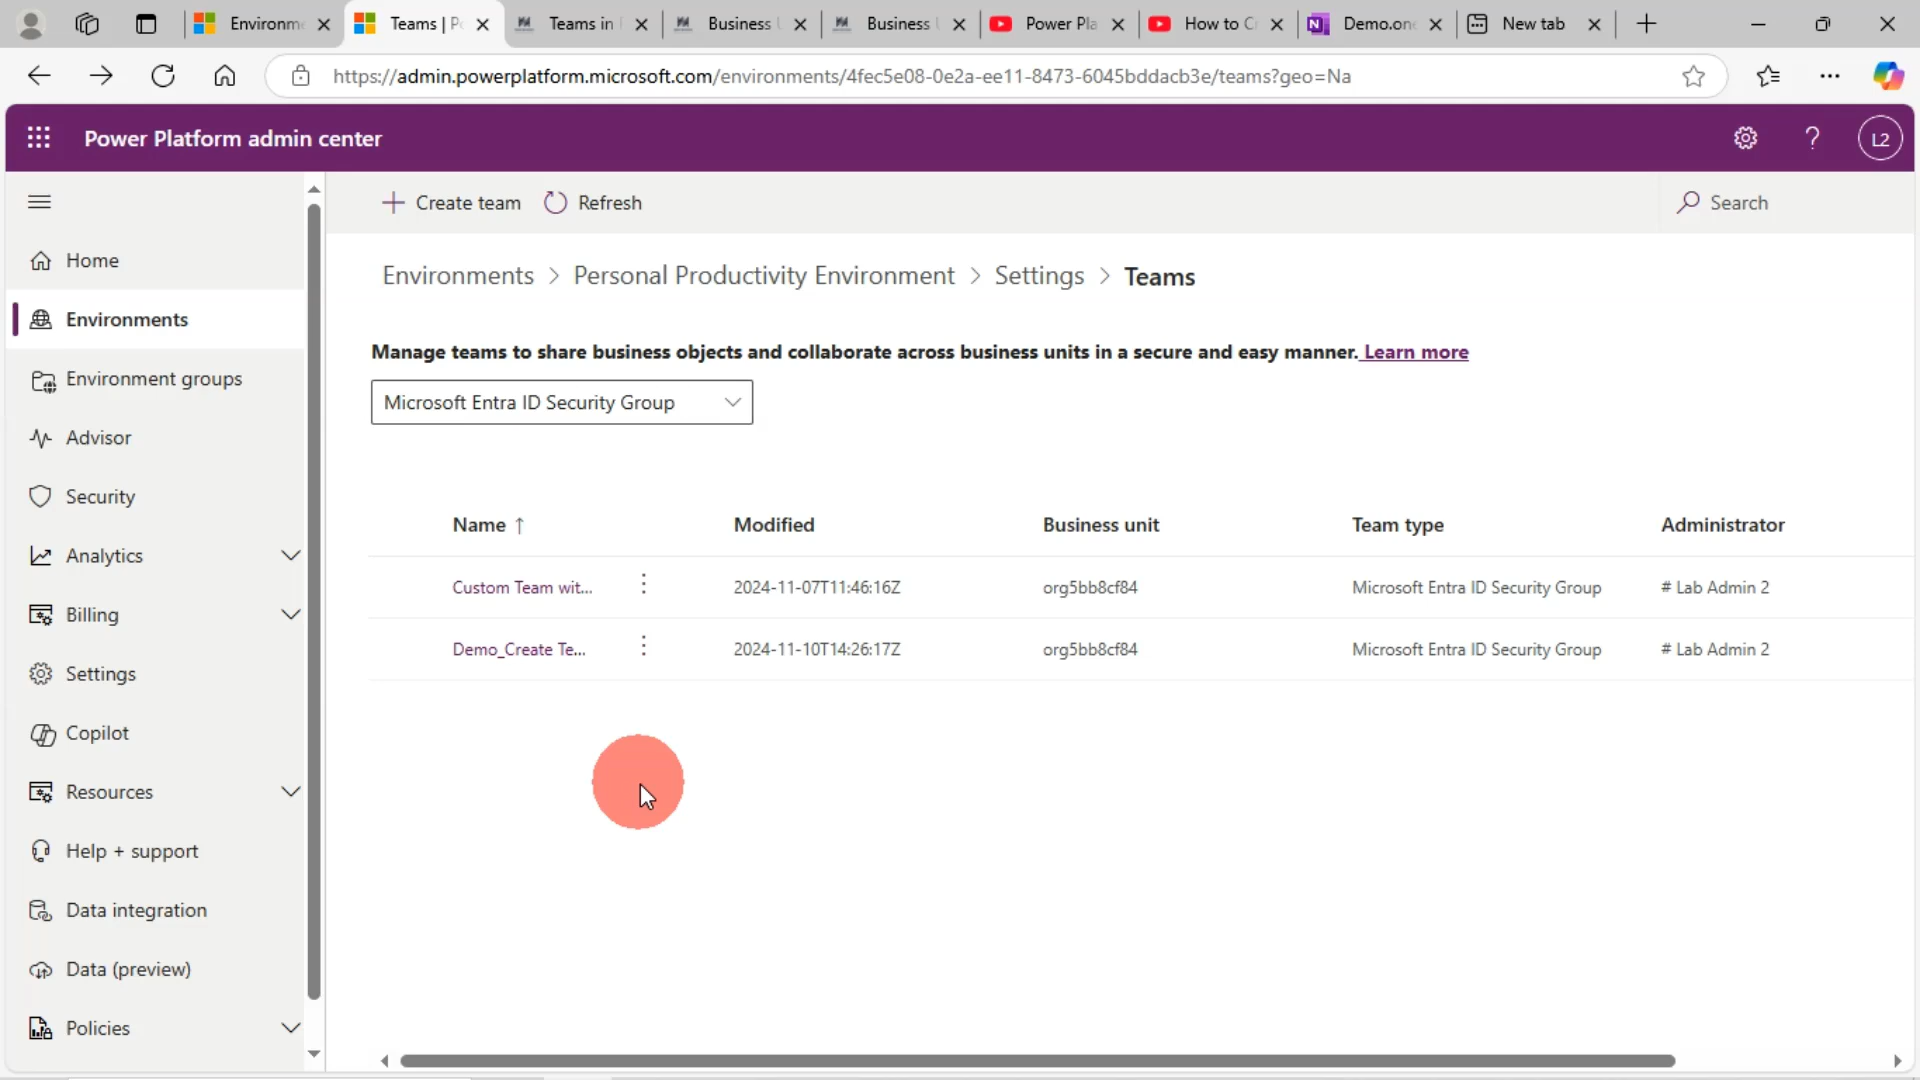 Environm
Teams | P
Teams in
Business
Business
Power Pla
How to C
Demo.on
New tab
https://admin.powerplatform.microsoft.com/environments/4fec5e08-0e2a-ee11-8473-6045bddacb3e/teams?geo=Na
Power Platform admin center
L2
Create team
Refresh
Search
Home
Environments
Environment groups
Advisor
Security
Analytics
Billing
Settings
Copilot
Resources
Help + support
Data integration
Data (preview)
Policies
Environments > Personal Productivity Environment > Settings > Teams
Manage teams to share business objects and collaborate across business units in a secure and easy manner. Learn more
Microsoft Entra ID Security Group
Name ↑ Modified Business unit Team type Administrator
Custom Team wit... 2024-11-07T11:46:16Z org5bb8cf84 Microsoft Entra ID Security Group # Lab Admin 2
Demo_Create Te... 2024-11-10T14:26:17Z org5bb8cf84 Microsoft Entra ID Security Group # Lab Admin 2